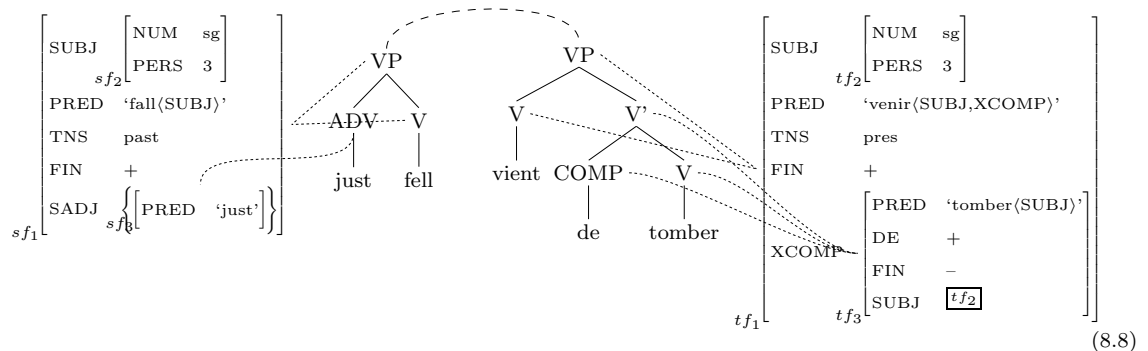 SUBJ sf2 [ NUM sg
PERS 3 ]
PRED ‘fall⟨SUBJ⟩’
TNS past
FIN +
SADJ sf3 { [ PRED ‘just’ ] }
sf1
VP
ADV V
just fell
VP
V V’
vient COMP V
de tomber
SUBJ tf2 [ NUM sg
PERS 3 ]
PRED ‘venir⟨SUBJ,XCOMP⟩’
TNS pres
FIN +
XCOMP tf3 [ PRED ‘tomber⟨SUBJ⟩’
DE +
FIN –
SUBJ tf2 ]
tf1
(8.8)